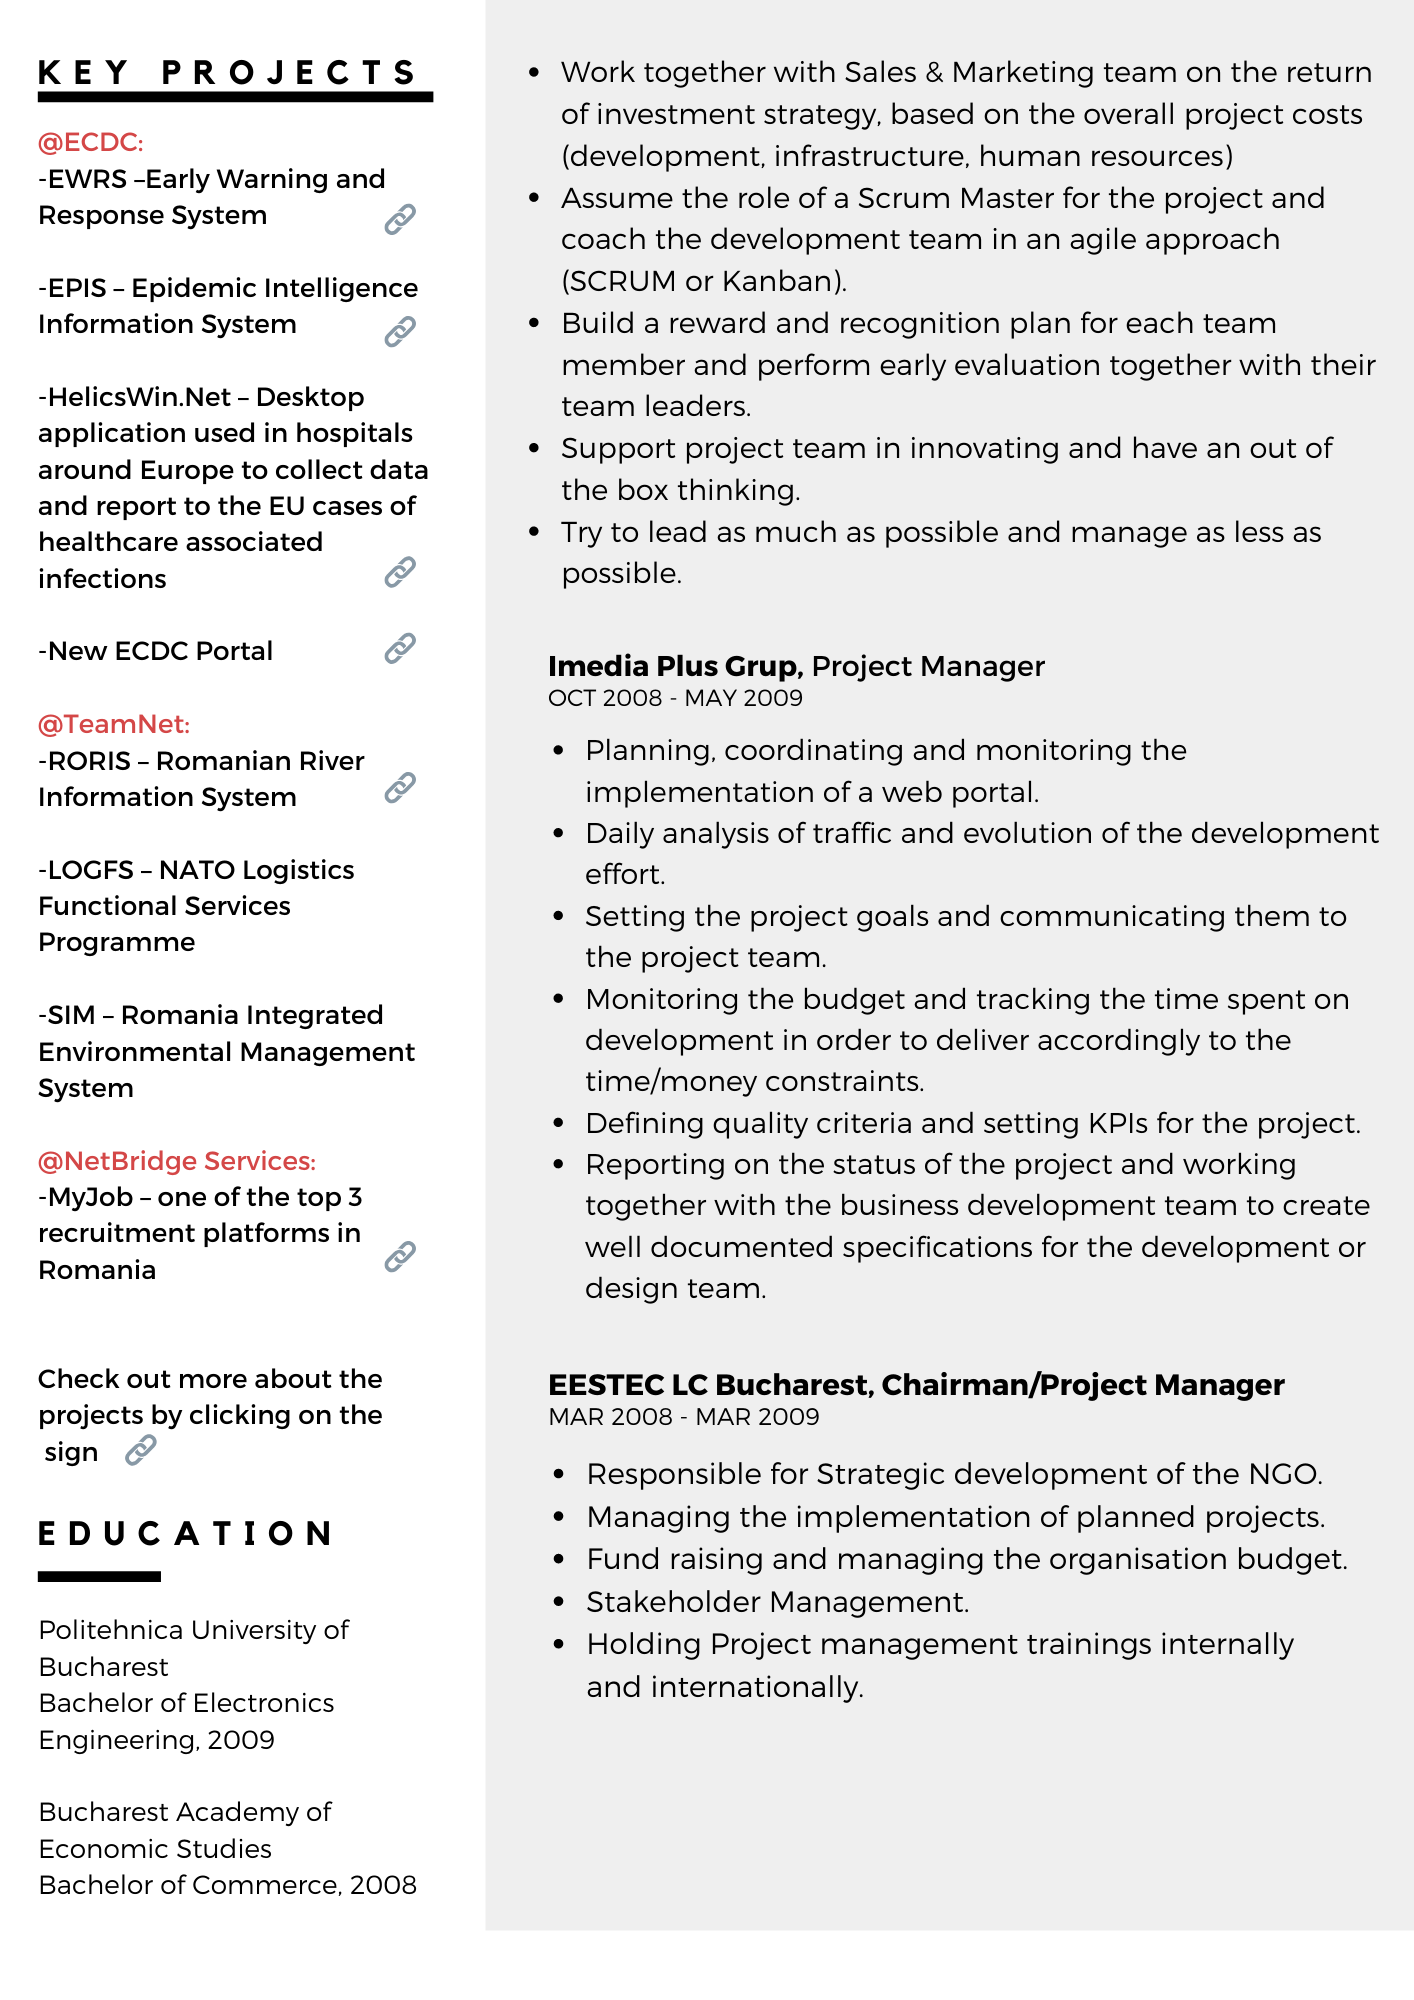 KEY PROJECTS
@ECDC:
-EWRS –Early Warning and
Response System
-EPIS – Epidemic Intelligence
Information System
-HelicsWin.Net – Desktop
application used in hospitals
around Europe to collect data
and report to the EU cases of
healthcare associated
infections
-New ECDC Portal
@TeamNet:
-RORIS – Romanian River
Information System
-LOGFS – NATO Logistics
Functional Services
Programme
-SIM – Romania Integrated
Environmental Management
System
@NetBridge Services:
-MyJob – one of the top 3
recruitment platforms in
Romania
Check out more about the
projects by clicking on the
sign
EDUCATION
Politehnica University of
Bucharest
Bachelor of Electronics
Engineering, 2009
Bucharest Academy of
Economic Studies
Bachelor of Commerce, 2008
• Work together with Sales & Marketing team on the return
of investment strategy, based on the overall project costs
(development, infrastructure, human resources)
• Assume the role of a Scrum Master for the project and
coach the development team in an agile approach
(SCRUM or Kanban).
• Build a reward and recognition plan for each team
member and perform early evaluation together with their
team leaders.
• Support project team in innovating and have an out of
the box thinking.
• Try to lead as much as possible and manage as less as
possible.
Imedia Plus Grup, Project Manager
OCT 2008 - MAY 2009
• Planning, coordinating and monitoring the
implementation of a web portal.
• Daily analysis of traffic and evolution of the development
effort.
• Setting the project goals and communicating them to
the project team.
• Monitoring the budget and tracking the time spent on
development in order to deliver accordingly to the
time/money constraints.
• Defining quality criteria and setting KPIs for the project.
• Reporting on the status of the project and working
together with the business development team to create
well documented specifications for the development or
design team.
EESTEC LC Bucharest, Chairman/Project Manager
MAR 2008 - MAR 2009
• Responsible for Strategic development of the NGO.
• Managing the implementation of planned projects.
• Fund raising and managing the organisation budget.
• Stakeholder Management.
• Holding Project management trainings internally
and internationally.